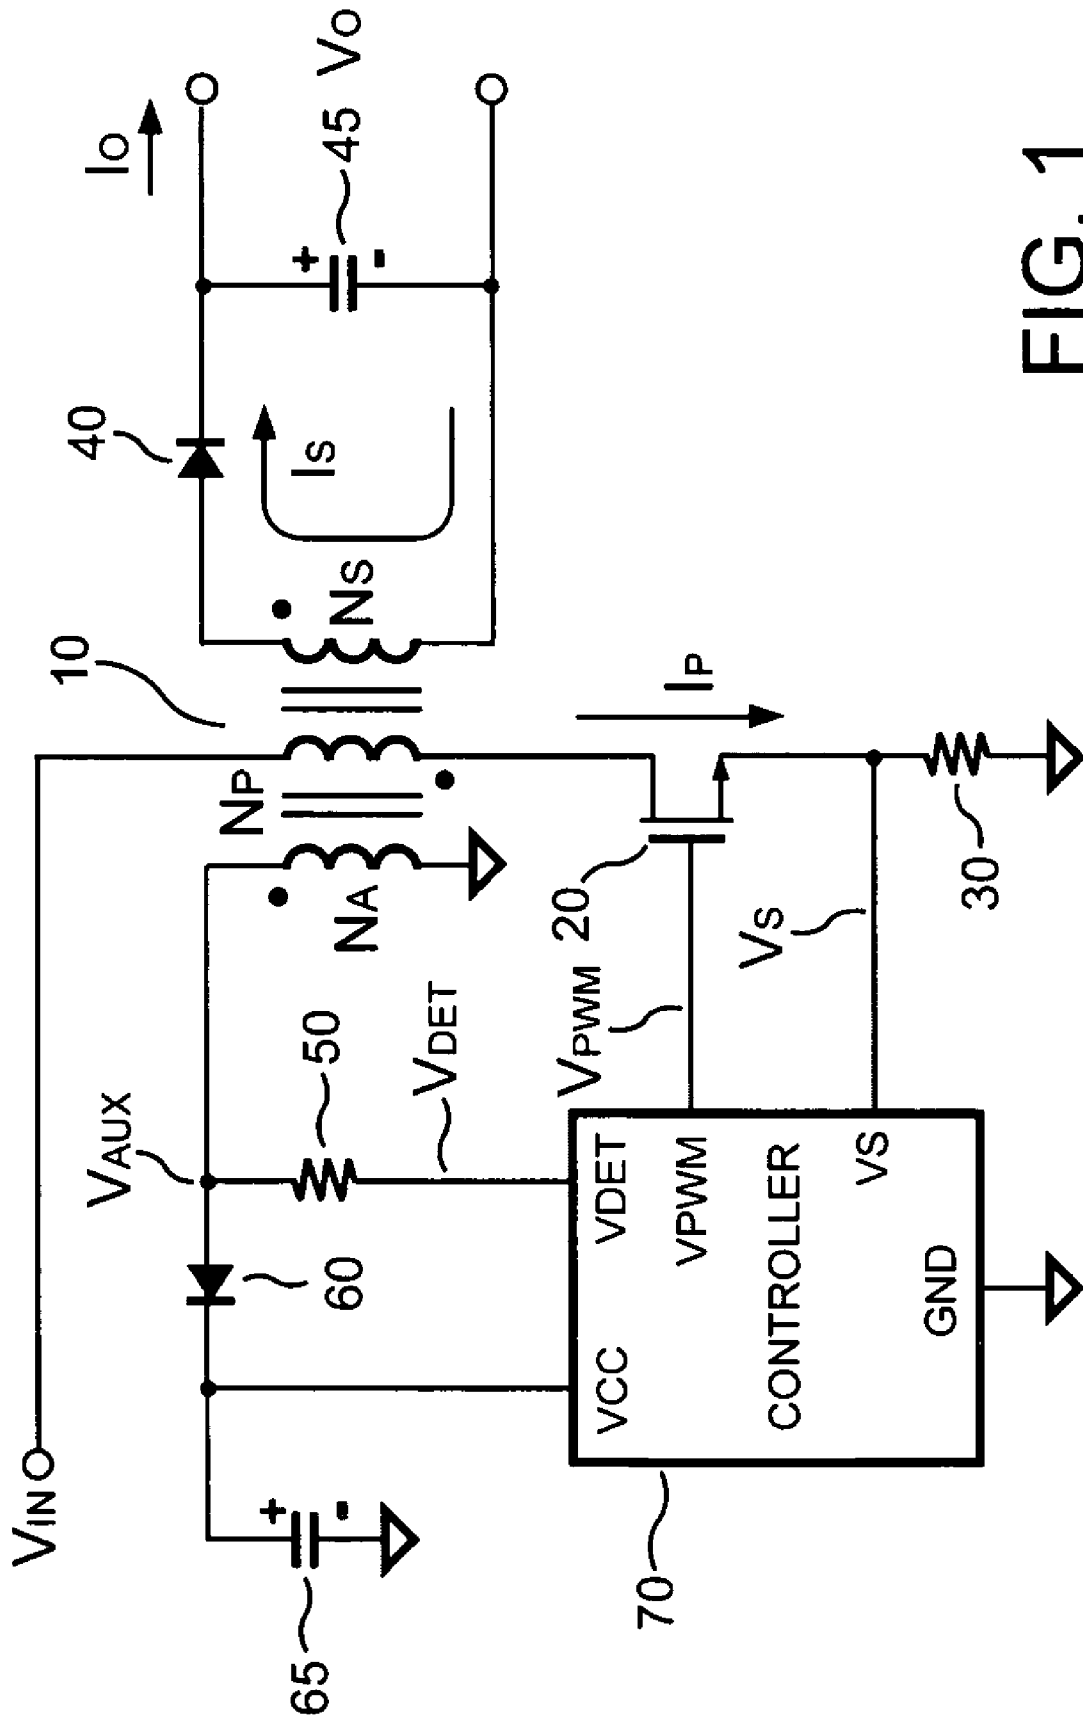 VIN
VAUX
NP
10
40
IO
VO
45
IS
NS
NA
65
60
50
VDET
VPWM
20
IP
VS
30
70
VCC
VDET
VPWM
CONTROLLER
VS
GND
+
-
+
-
FIG. 1